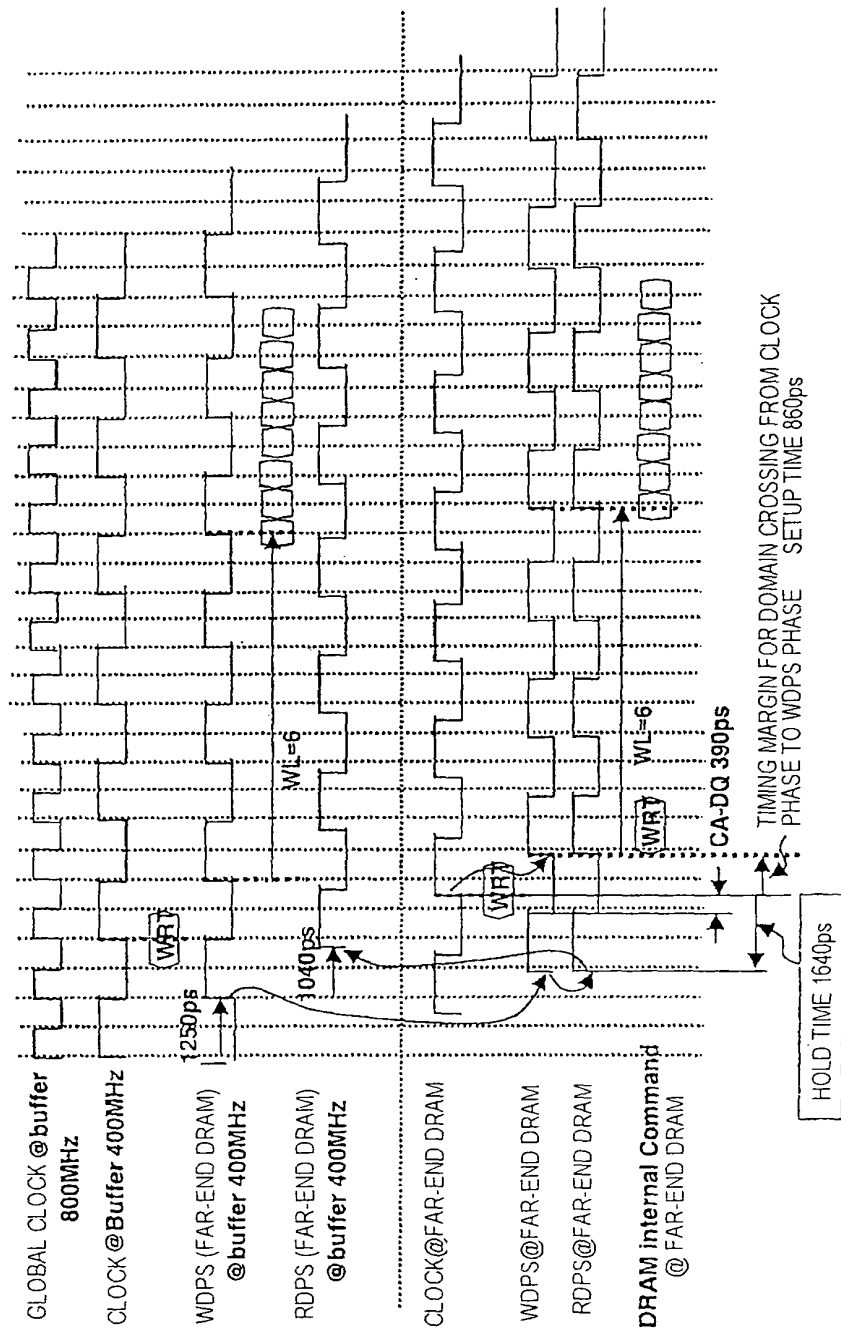 GLOBAL CLOCK @buffer
800MHz
CLOCK @Buffer 400MHz
WRT
WDPS (FAR-END DRAM)
@buffer 400MHz
1250ps
WL=6
RDPS (FAR-END DRAM)
@buffer 400MHz
1040ps
CLOCK@FAR-END DRAM
WRT
WDPS@FAR-END DRAM
RDPS@FAR-END DRAM
WL=6
DRAM internal Command
@ FAR-END DRAM
WRT
CA-DQ 390ps
TIMING MARGIN FOR DOMAIN CROSSING FROM CLOCK
PHASE TO WDPS PHASE SETUP TIME 860ps
HOLD TIME 1640ps